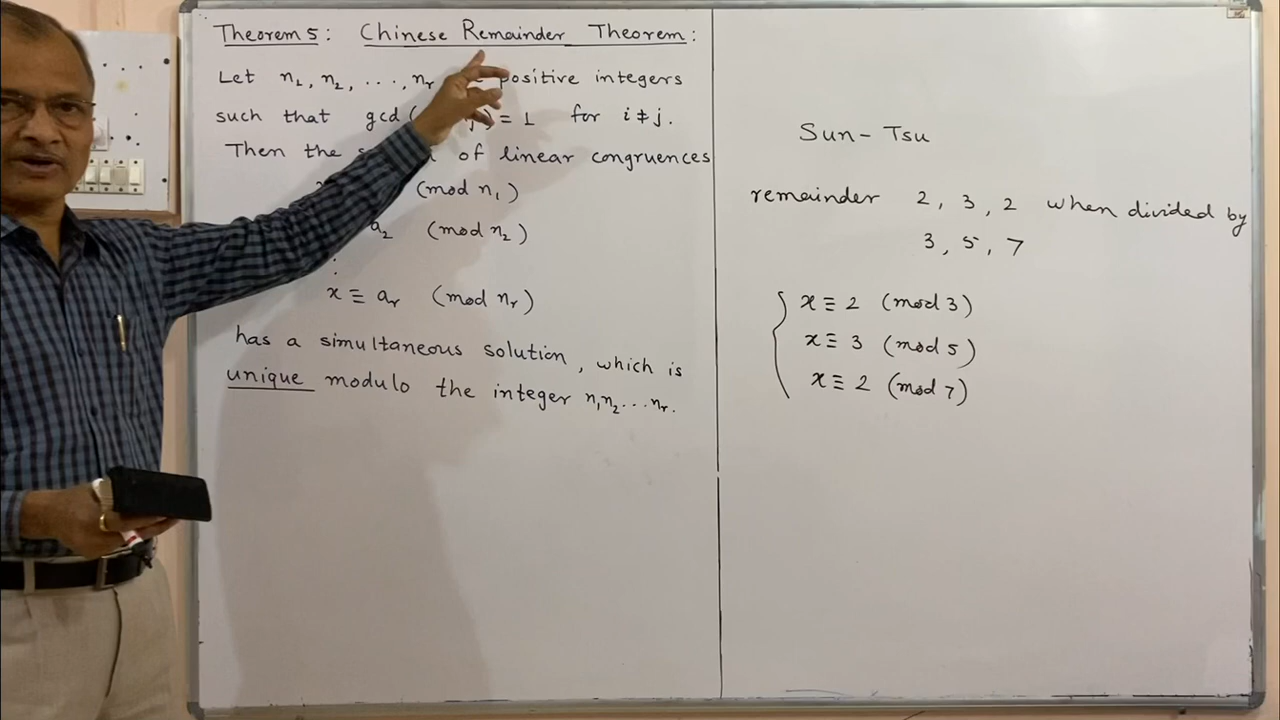 Theorem 5: Chinese Remainder Theorem:
Let n₁, n₂, ..., nᵣ positive integers
such that gcd( j) = 1 for i ≠ j.
Then the of linear congruences
(mod n₁)
a₂ (mod n₂)
⋮
x ≡ aᵣ (mod nᵣ)
has a simultaneous solution, which is
unique modulo the integer n₁n₂...nᵣ.
Sun-Tsu
remainder 2, 3, 2 when divided by
3, 5, 7
x ≡ 2 (mod 3)
x ≡ 3 (mod 5)
x ≡ 2 (mod 7)